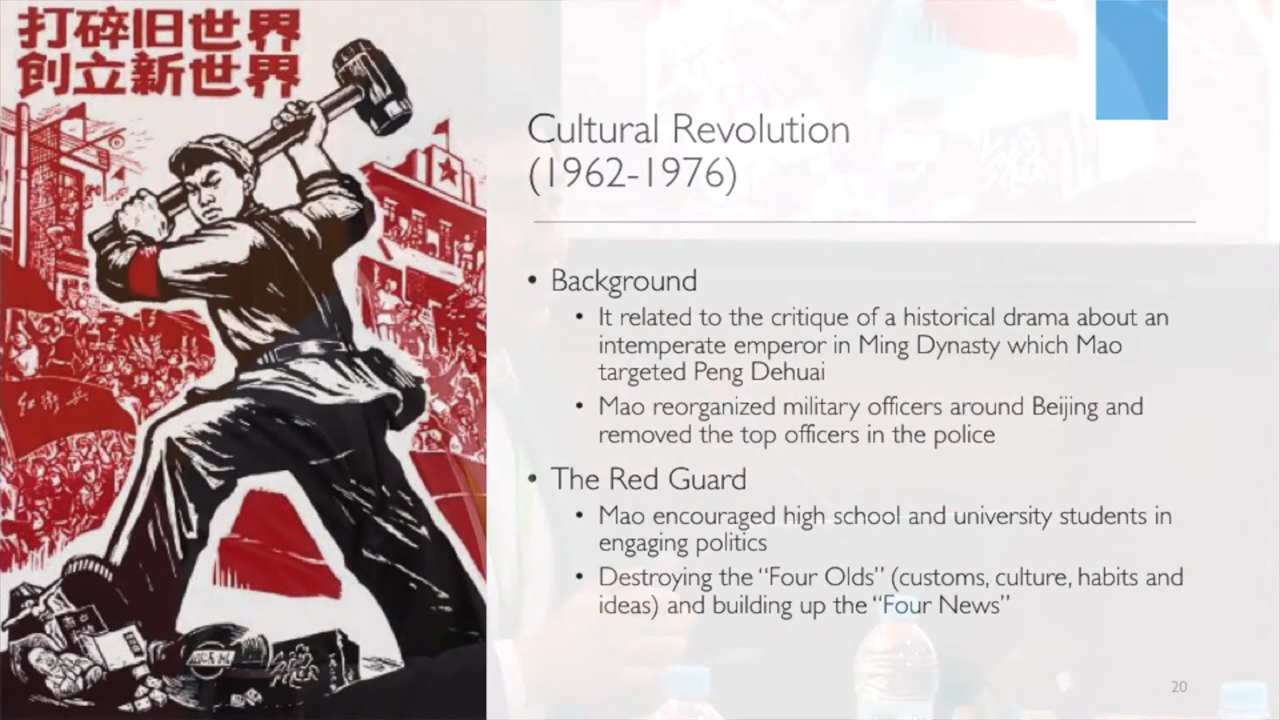 打碎旧世界
創立新世界
红衛兵
Cultural Revolution
(1962-1976)
• Background
• It related to the critique of a historical drama about an
intemperate emperor in Ming Dynasty which Mao
targeted Peng Dehuai
• Mao reorganized military officers around Beijing and
removed the top officers in the police
• The Red Guard
• Mao encouraged high school and university students in
engaging politics
• Destroying the “Four Olds” (customs, culture, habits and
ideas) and building up the “Four News”
20